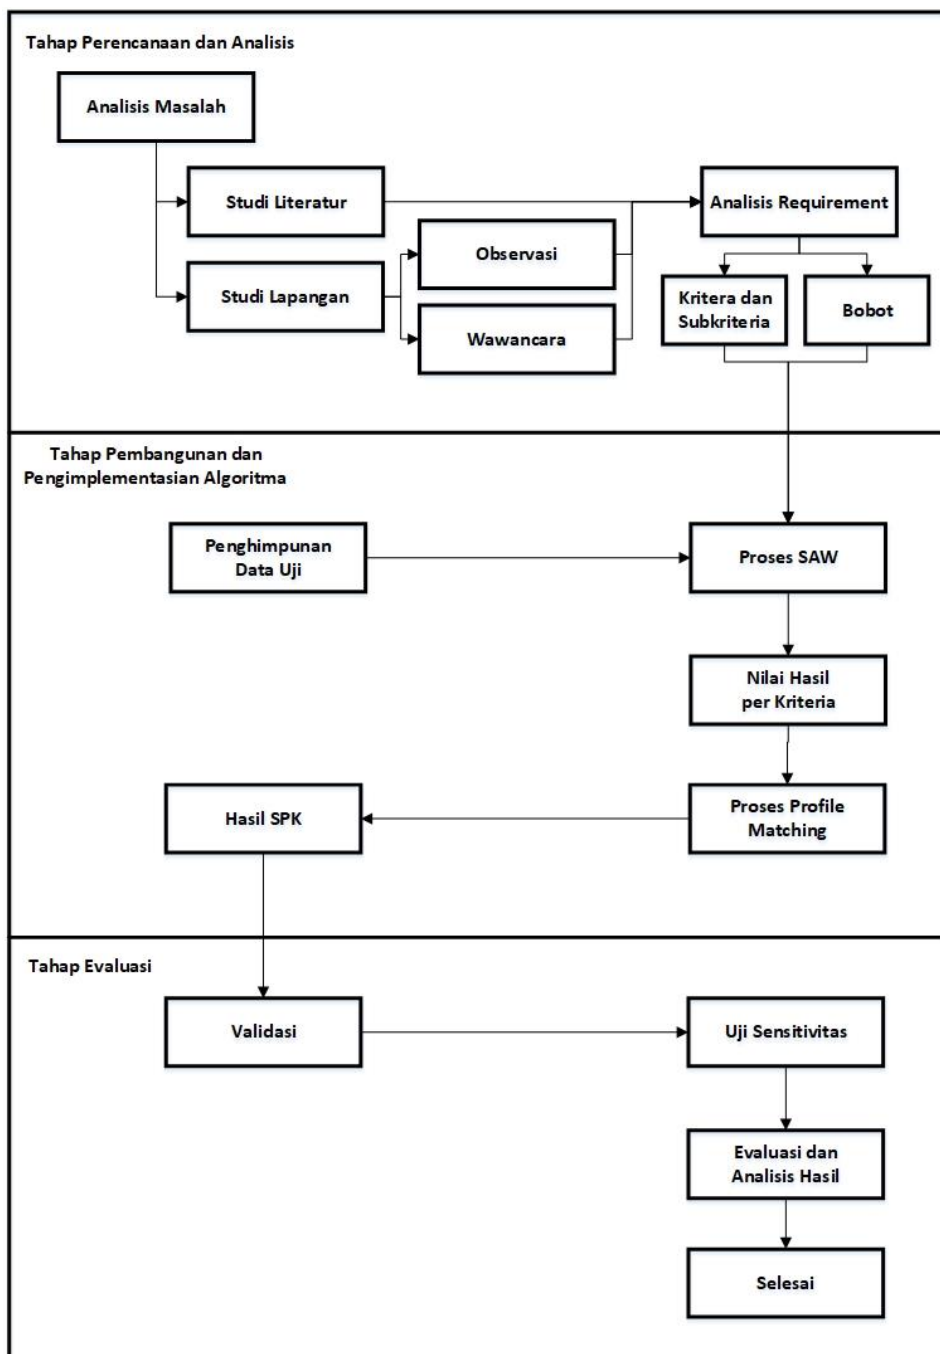 Tahap Perencanaan dan Analisis
Analisis Masalah
Studi Literatur
Analisis Requirement
Observasi
Studi Lapangan
Kritera dan
Subkriteria
Bobot
Wawancara
Tahap Pembangunan dan
Pengimplementasian Algoritma
Penghimpunan
Data Uji
Proses SAW
Nilai Hasil
per Kriteria
Hasil SPK
Proses Profile
Matching
Tahap Evaluasi
Validasi
Uji Sensitivitas
Evaluasi dan
Analisis Hasil
Selesai